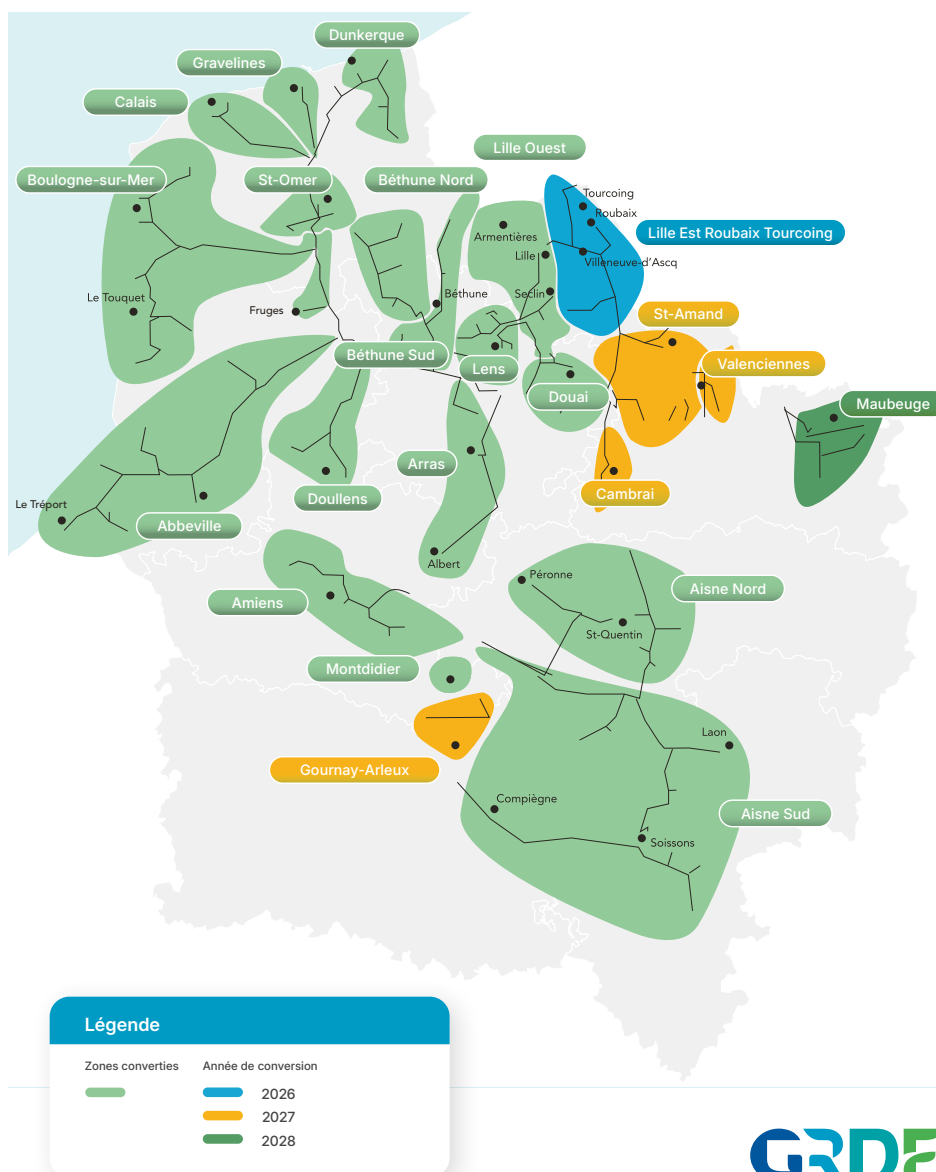 Dunkerque
Gravelines
Calais
Lille Ouest
Boulogne-sur-Mer
St-Omer
Béthune Nord
Tourcoing
Roubaix
Armentières
Lille Est Roubaix Tourcoing
Lille
Villeneuve-d'Ascq
Le Touquet
Béthune
Seclin
Fruges
St-Amand
Béthune Sud
Lens
Valenciennes
Douai
Maubeuge
Arras
Cambrai
Le Tréport
Doullens
Abbeville
Albert
Péronne
Aisne Nord
Amiens
St-Quentin
Montdidier
Laon
Gournay-Arleux
Compiègne
Aisne Sud
Soissons
Légende
Zones converties
Année de conversion
2026
2027
2028
GRDF